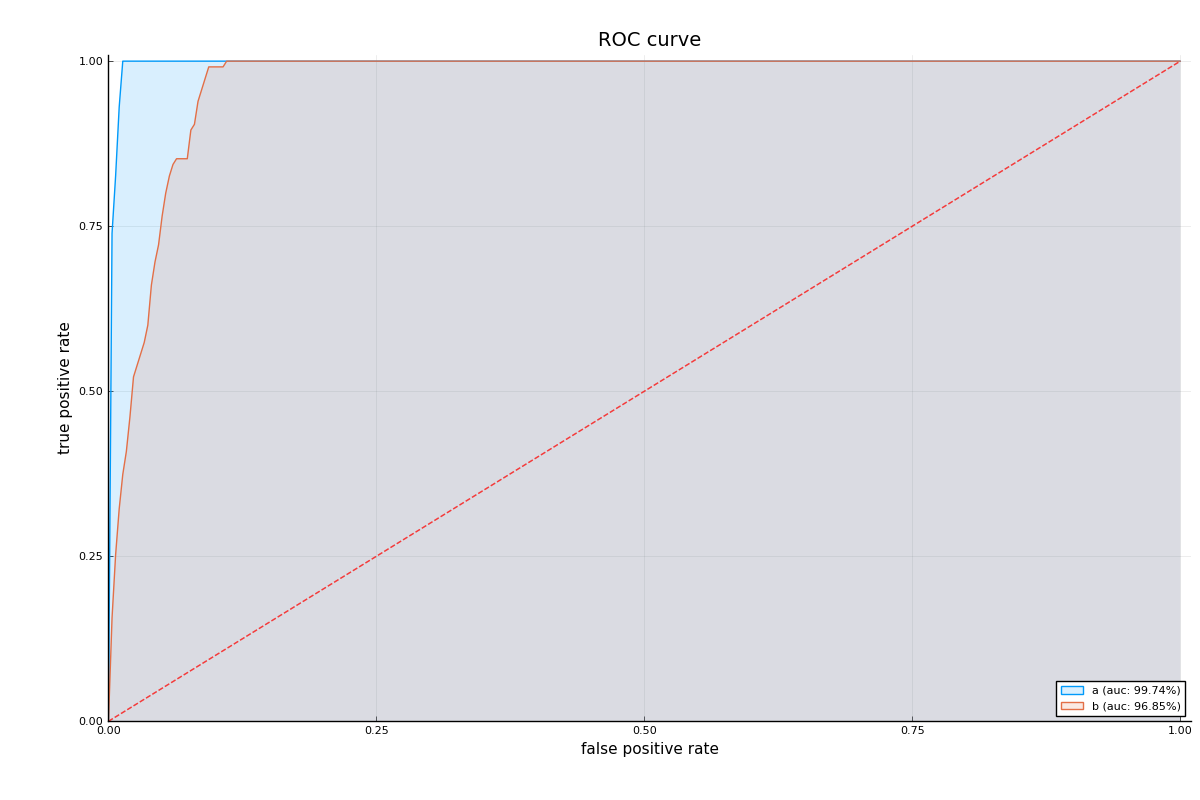 ROC curve
1.00
0.75
0.50
0.25
0.00
true positive rate
0.00
0.25
0.50
0.75
1.00
false positive rate
a (auc: 99.74%)
b (auc: 96.85%)